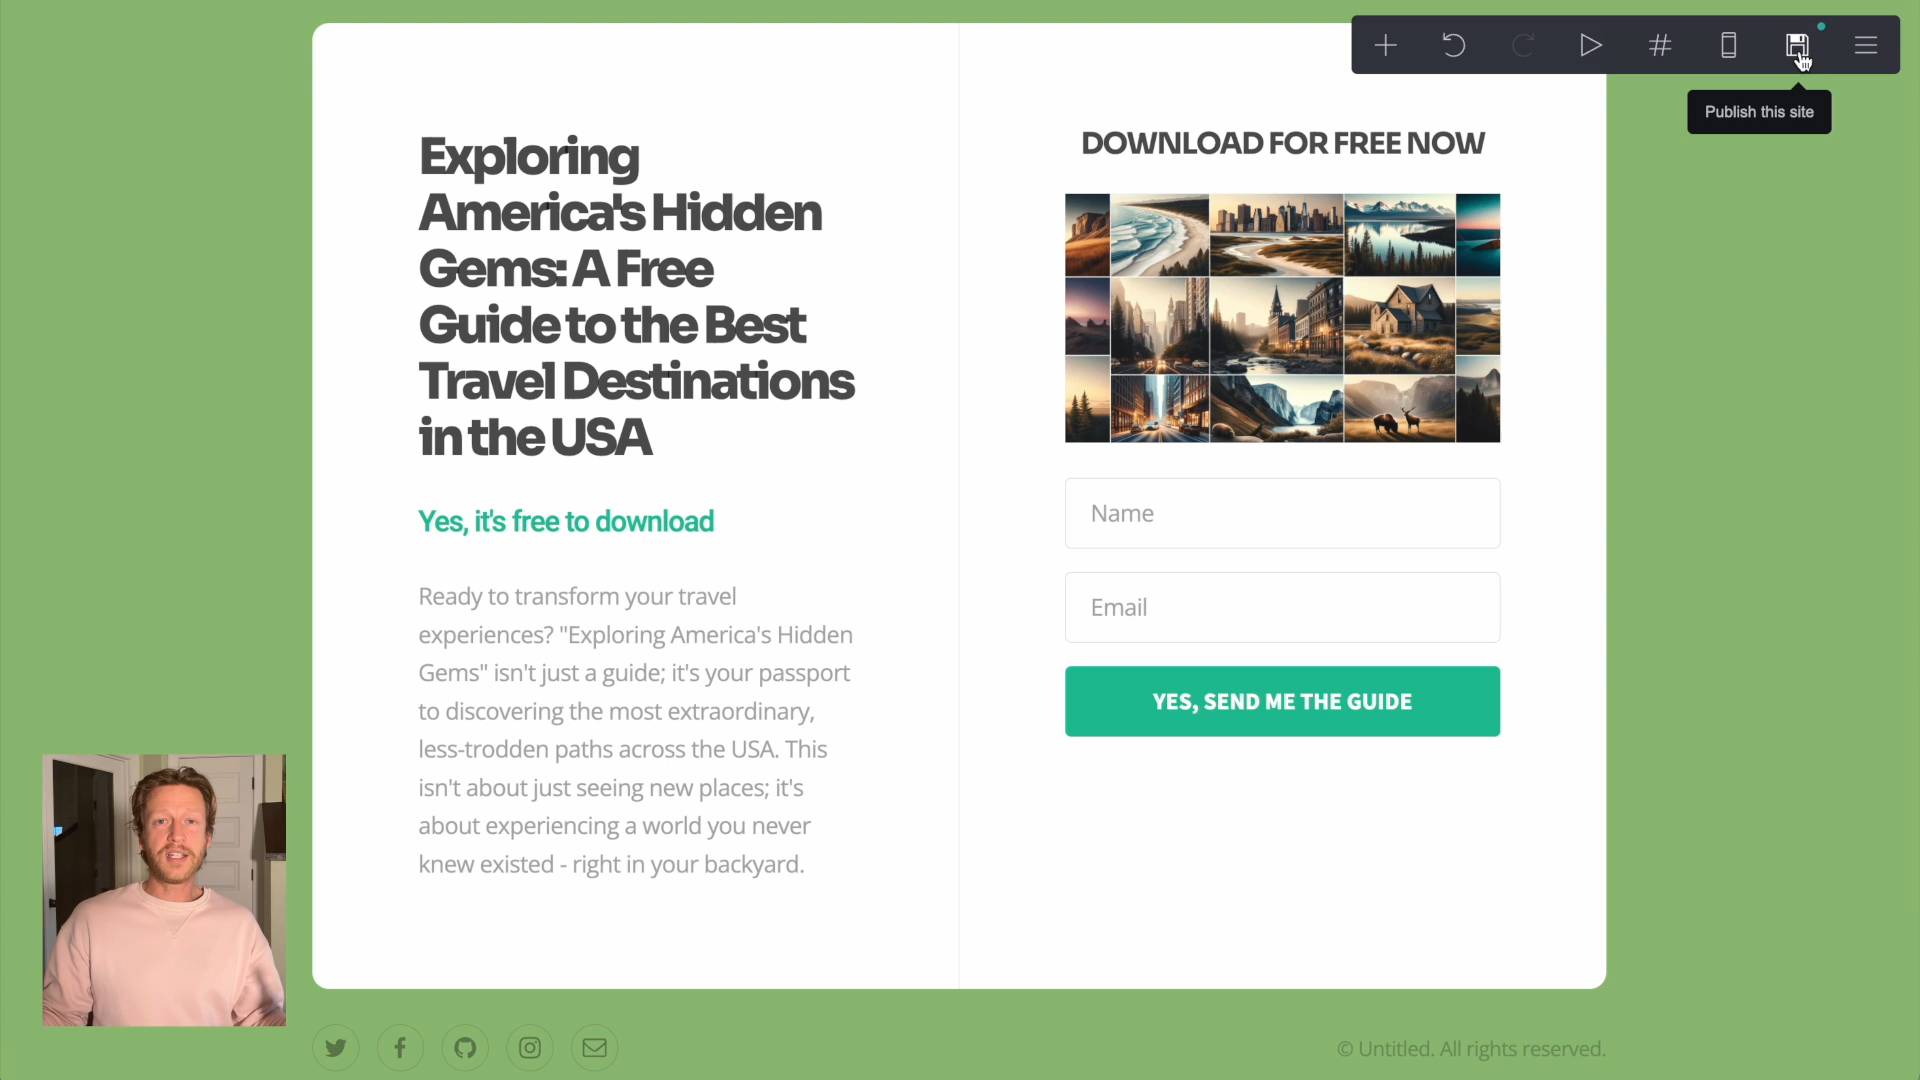 Publish this site
Exploring
America's Hidden
Gems: A Free
Guide to the Best
Travel Destinations
in the USA
Yes, it's free to download
Ready to transform your travel
experiences? "Exploring America's Hidden
Gems" isn't just a guide; it's your passport
to discovering the most extraordinary,
less-trodden paths across the USA. This
isn't about just seeing new places; it's
about experiencing a world you never
knew existed - right in your backyard.
DOWNLOAD FOR FREE NOW
Name
Email
YES, SEND ME THE GUIDE
© Untitled. All rights reserved.